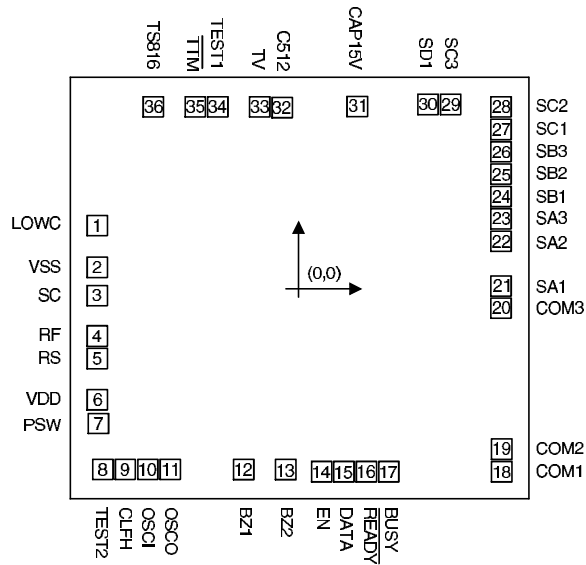 TS816
TTM
TEST1
TV
C512
CAP15V
SD1
SC3
36
35
34
33
32
31
30
29
28
SC2
27
SC1
26
SB3
25
SB2
24
SB1
23
SA3
22
SA2
LOWC
1
VSS
2
SC
3
(0,0)
21
SA1
20
COM3
RF
4
RS
5
VDD
6
PSW
7
19
COM2
18
COM1
8
9
10
11
12
13
14
15
16
17
TEST2
CLFH
OSCI
OSCO
BZ1
BZ2
EN
DATA
READY
BUSY